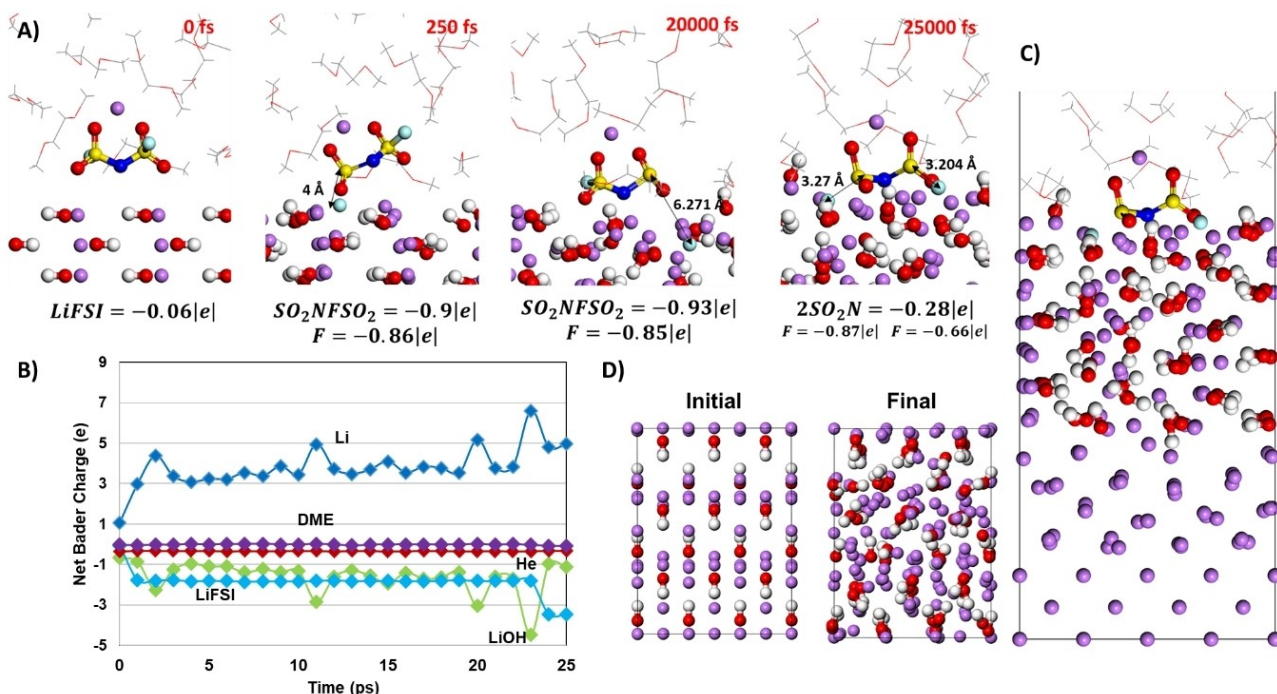 A)
0 fs
250 fs
20000 fs
25000 fs
C)
4 Å
6.271 Å
3.27 Å
3.204 Å
LiFSI = −0.06|e|
SO₂NFSO₂ = −0.9|e|
F = −0.86|e|
SO₂NFSO₂ = −0.93|e|
F = −0.85|e|
2SO₂N = −0.28|e|
F = −0.87|e| F = −0.66|e|
B)
Net Bader Charge (e)
9
7
5
3
1
-1
-3
-5
Li
DME
He
LiFSI
LiOH
0 5 10 15 20 25
Time (ps)
D)
Initial
Final